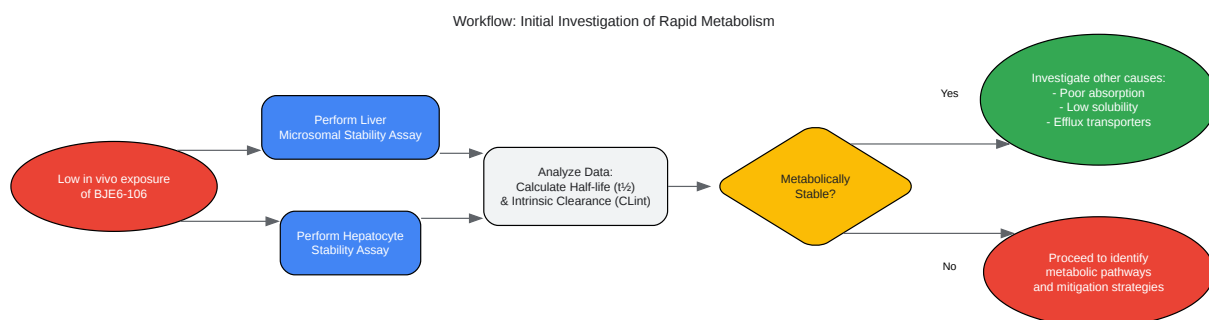 Workflow: Initial Investigation of Rapid Metabolism
Low in vivo exposure
of BJE6-106
Perform Liver
Microsomal Stability Assay
Perform Hepatocyte
Stability Assay
Analyze Data:
Calculate Half-life (t½)
& Intrinsic Clearance (CLint)
Metabolically
Stable?
Yes
Investigate other causes:
- Poor absorption
- Low solubility
- Efflux transporters
No
Proceed to identify
metabolic pathways
and mitigation strategies